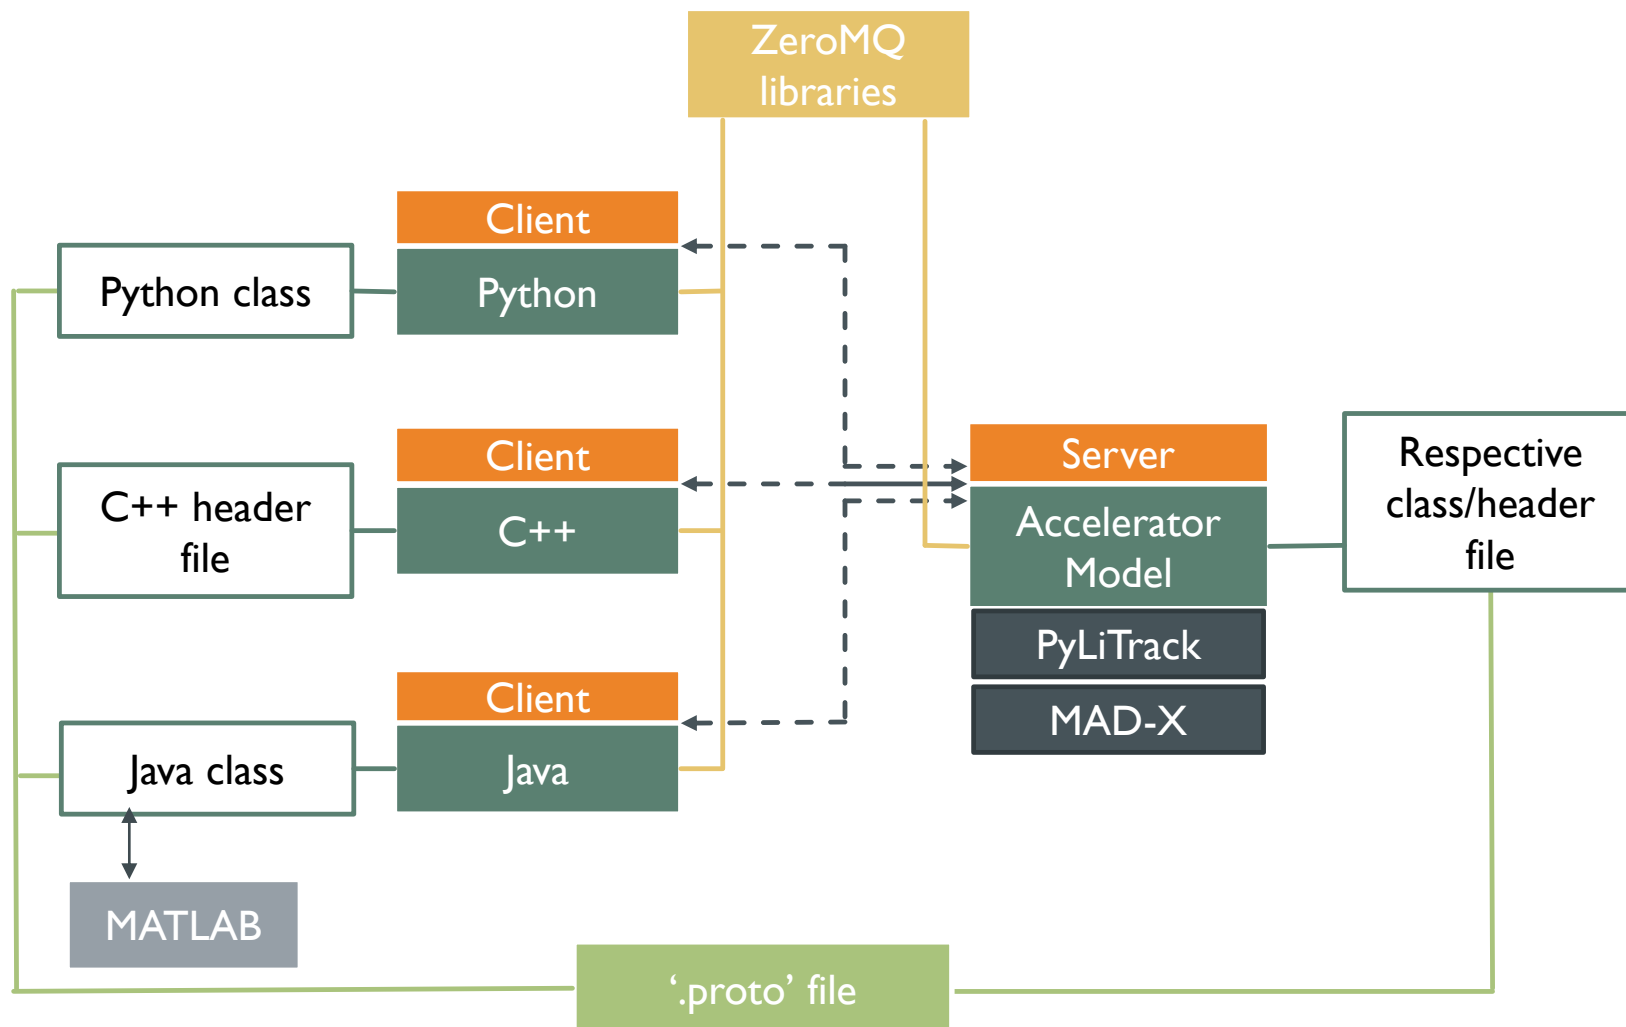 ZeroMQ
libraries
Client
Python class
Python
Client
C++ header
file
C++
Server
Accelerator
Model
Respective
class/header
file
PyLiTrack
MAD-X
Client
Java class
Java
MATLAB
‘.proto’ file